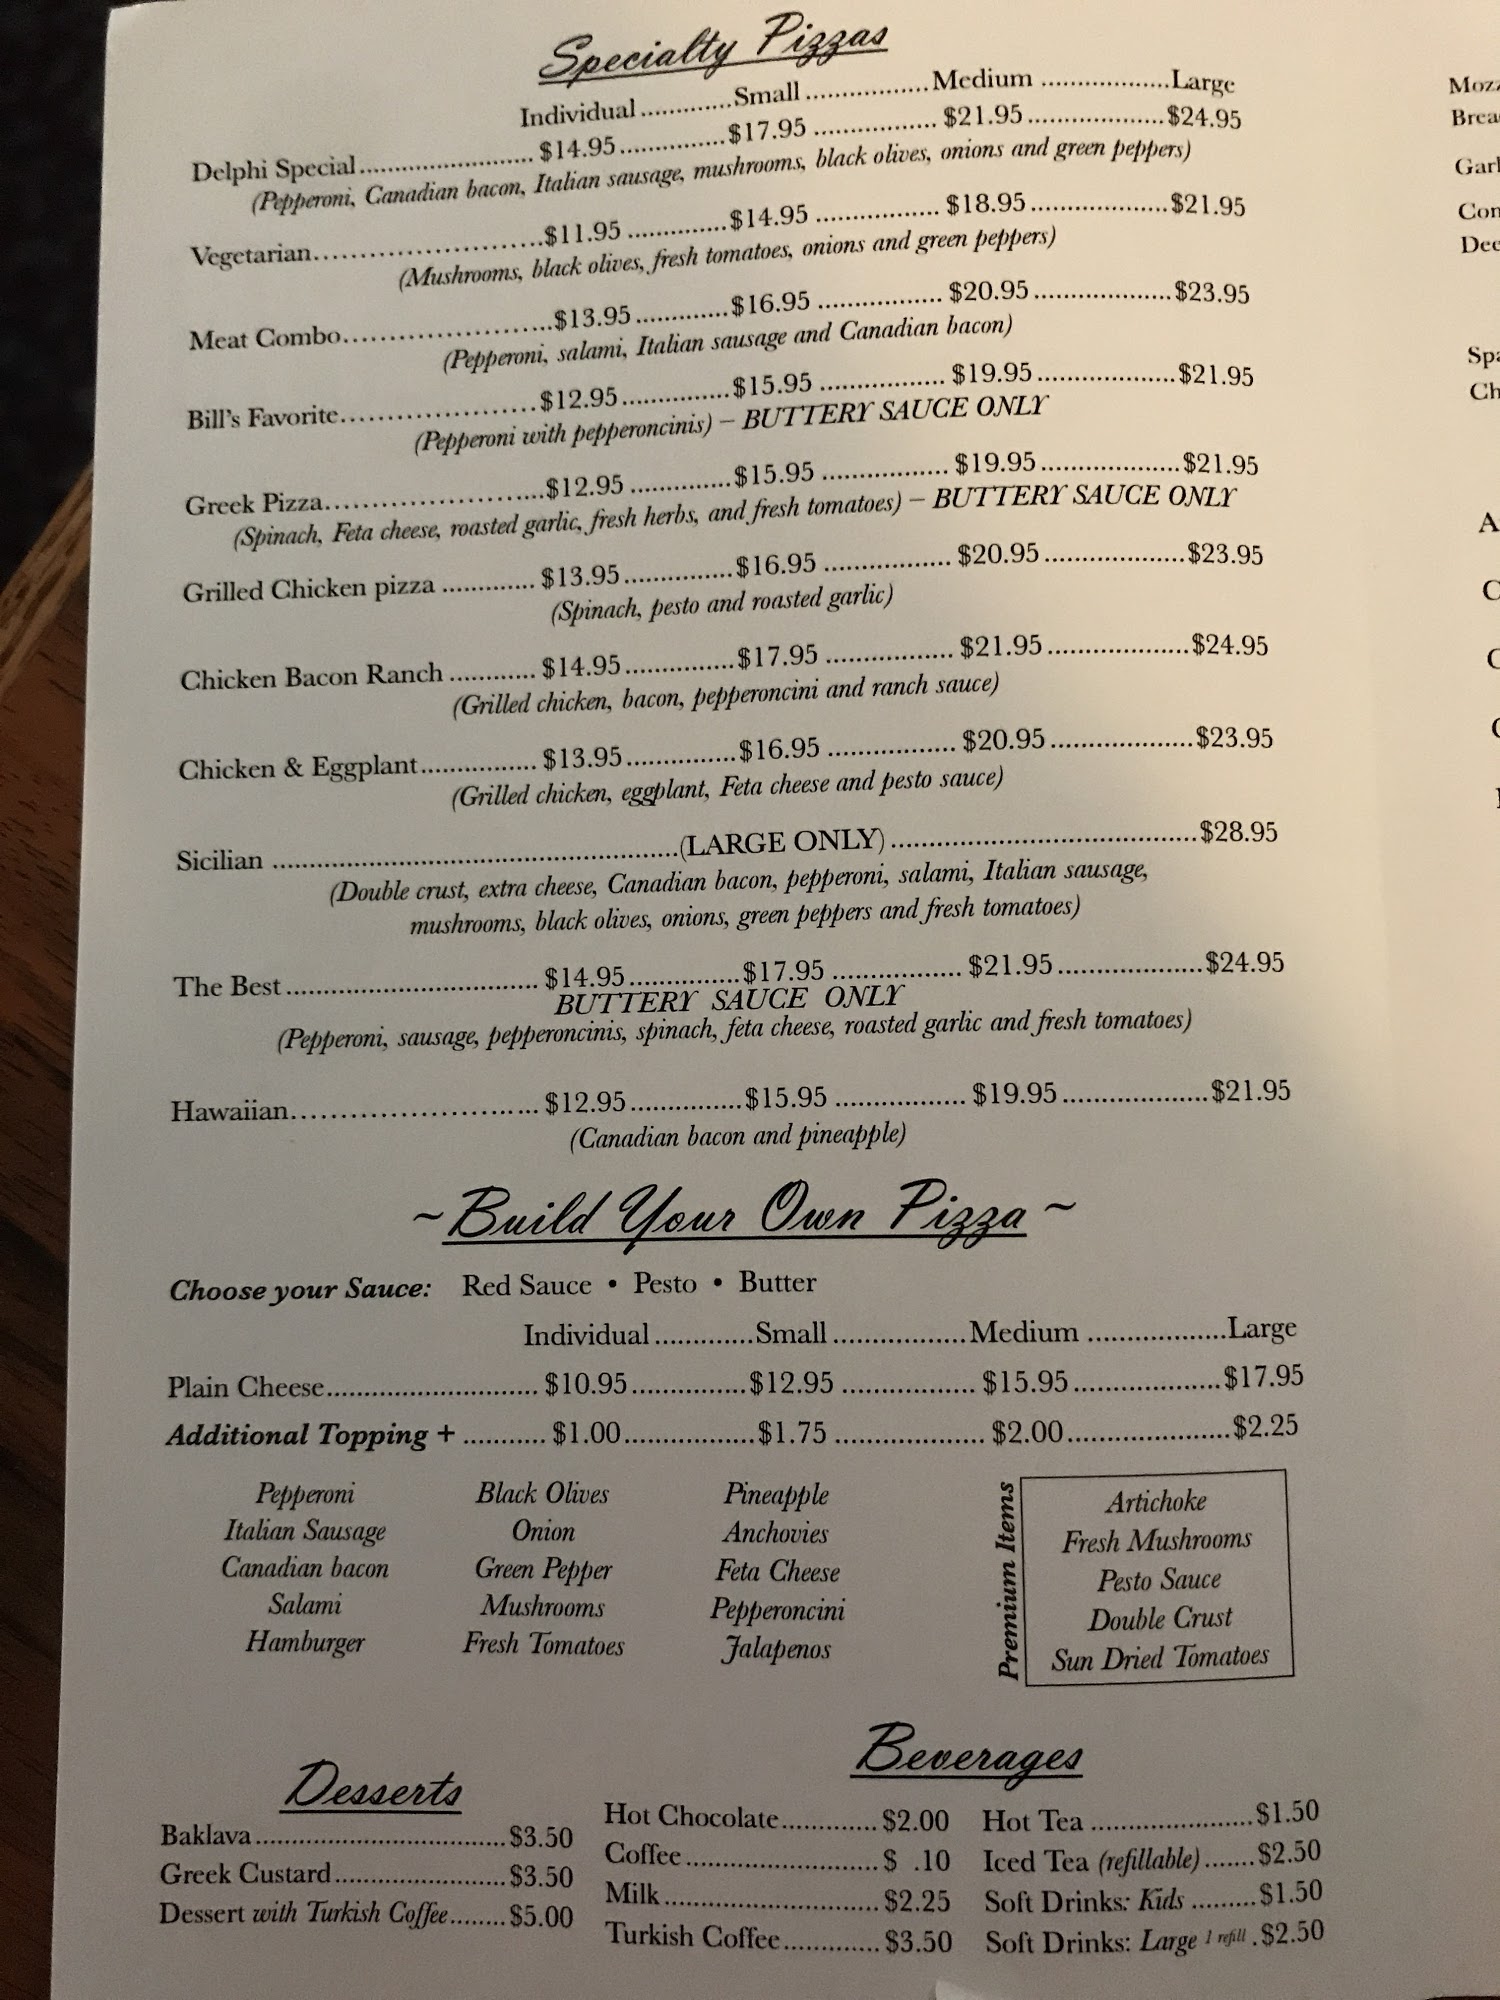 Specialty Pizzas
Individual ............ Small ................. Medium .................. Large
Delphi Special ........................ $14.95 .............. $17.95 ................. $21.95 ................... $24.95
(Pepperoni, Canadian bacon, Italian sausage, mushrooms, black olives, onions and green peppers)
Vegetarian ........................ $11.95 ............. $14.95 ................. $18.95 ................... $21.95
(Mushrooms, black olives, fresh tomatoes, onions and green peppers)
Meat Combo ........................ $13.95 ............. $16.95 ................. $20.95 ................... $23.95
(Pepperoni, salami, Italian sausage and Canadian bacon)
Bill's Favorite ........................ $12.95 .............. $15.95 ................. $19.95 ................... $21.95
(Pepperoni with pepperoncinis) – BUTTERY SAUCE ONLY
Greek Pizza ........................ $12.95 .............. $15.95 ................. $19.95 ................... $21.95
(Spinach, Feta cheese, roasted garlic, fresh herbs, and fresh tomatoes) – BUTTERY SAUCE ONLY
Grilled Chicken pizza ............ $13.95 .............. $16.95 ................. $20.95 ................... $23.95
(Spinach, pesto and roasted garlic)
Chicken Bacon Ranch ............ $14.95 .............. $17.95 ................. $21.95 ................... $24.95
(Grilled chicken, bacon, pepperoncini and ranch sauce)
Chicken & Eggplant ............... $13.95 .............. $16.95 ................. $20.95 ................... $23.95
(Grilled chicken, eggplant, Feta cheese and pesto sauce)
Sicilian ..................................................... (LARGE ONLY) ........................................ $28.95
(Double crust, extra cheese, Canadian bacon, pepperoni, salami, Italian sausage,
mushrooms, black olives, onions, green peppers and fresh tomatoes)
The Best ................................ $14.95 .............. $17.95 ................. $21.95 ................... $24.95
BUTTERY SAUCE ONLY
(Pepperoni, sausage, pepperoncinis, spinach, feta cheese, roasted garlic and fresh tomatoes)
Hawaiian ........................ $12.95 .............. $15.95 ................. $19.95 ................... $21.95
(Canadian bacon and pineapple)
~ Build Your Own Pizza ~
Choose your Sauce: Red Sauce • Pesto • Butter
Individual ............ Small ................. Medium .................. Large
Plain Cheese ........................... $10.95 .............. $12.95 ................. $15.95 ................... $17.95
Additional Topping + ........... $1.00 ................. $1.75 .................... $2.00 ..................... $2.25
Pepperoni Black Olives Pineapple
Italian Sausage Onion Anchovies
Canadian bacon Green Pepper Feta Cheese
Salami Mushrooms Pepperoncini
Hamburger Fresh Tomatoes Jalapenos
Premium Items
Artichoke
Fresh Mushrooms
Pesto Sauce
Double Crust
Sun Dried Tomatoes
Desserts
Baklava ................................ $3.50
Greek Custard ...................... $3.50
Dessert with Turkish Coffee ........ $5.00
Beverages
Hot Chocolate ............. $2.00
Coffee ......................... $ .10
Milk ............................ $2.25
Turkish Coffee ............. $3.50
Hot Tea ...................... $1.50
Iced Tea (refillable) ....... $2.50
Soft Drinks: Kids ......... $1.50
Soft Drinks: Large 1 refill . $2.50